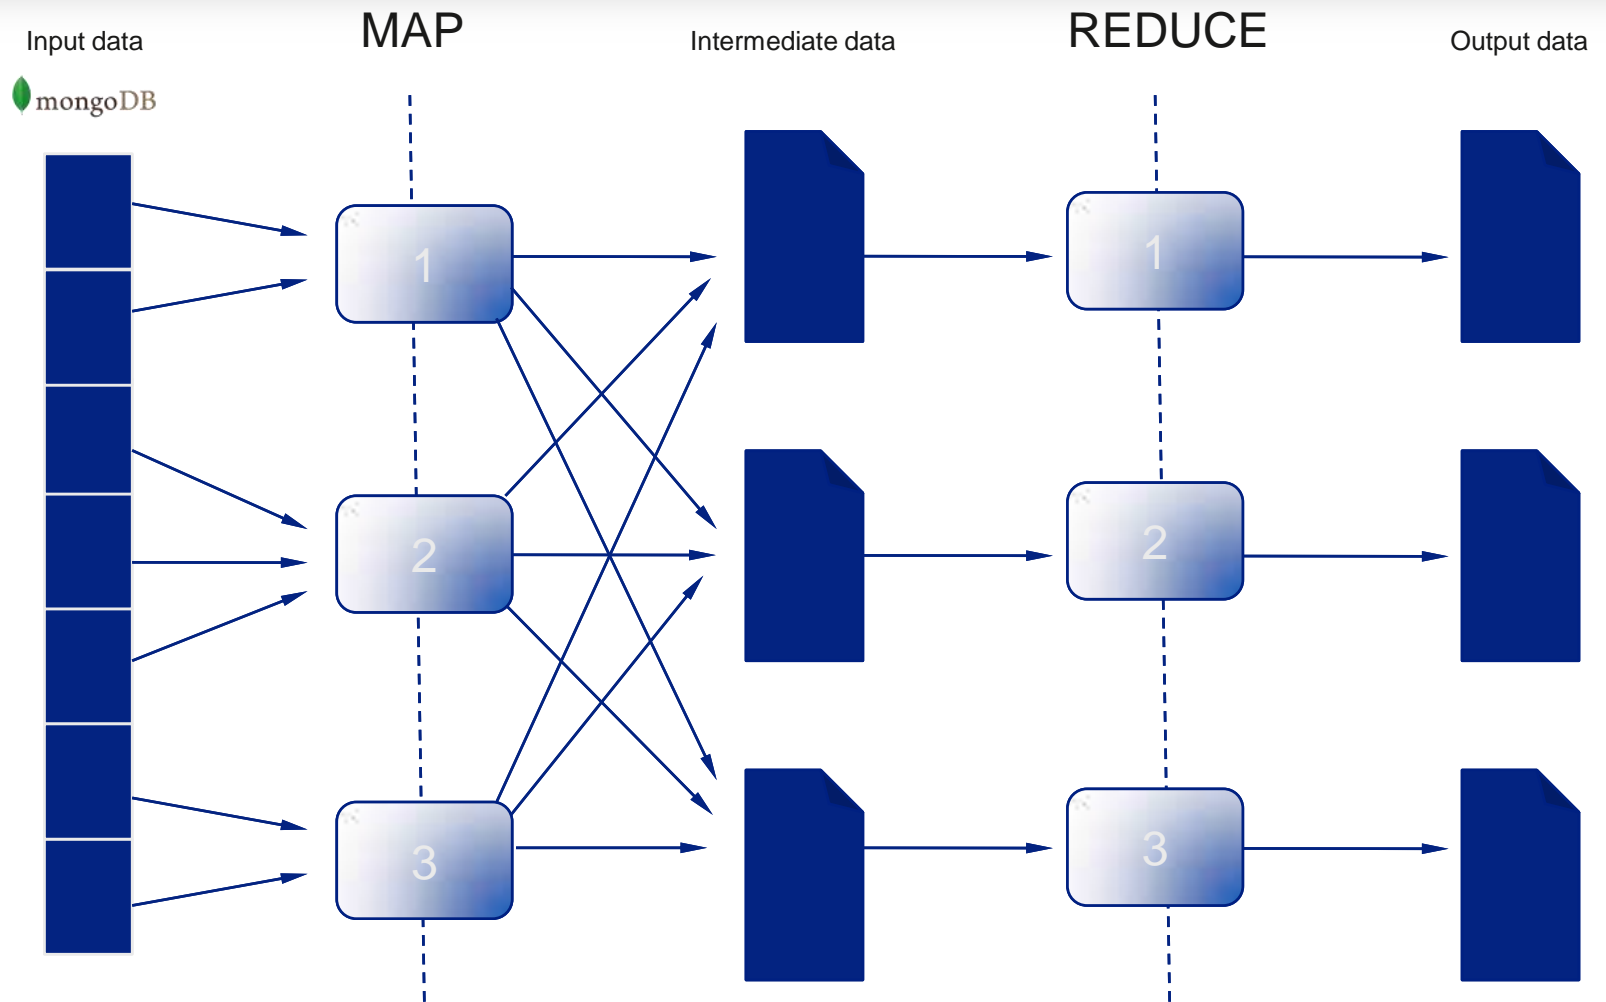 Input data
MAP
Intermediate data
REDUCE
Output data
mongoDB
1
1
2
2
3
3